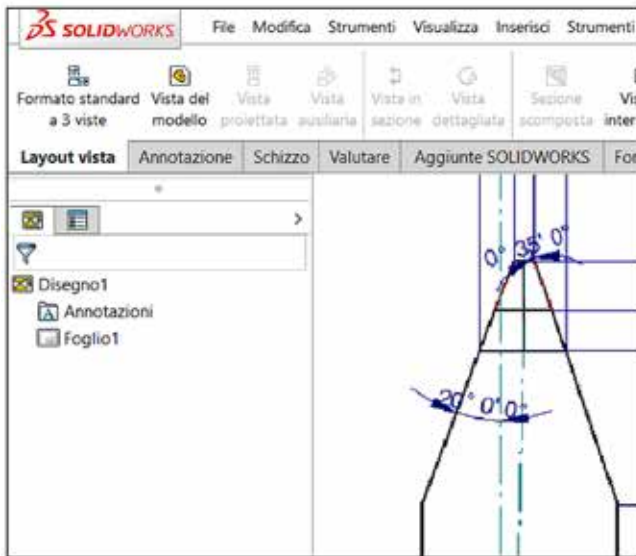 SOLIDWORKS File Modifica Strumenti Visualizza Inserisci Strumenti
Formato standard a 3 viste
Vista del modello
Vista proiettata
Vista ausiliaria
Vista in sezione
Vista dettagliata
Sezione scomposta
Layout vista Annotazione Schizzo Valutare Aggiunte SOLIDWORKS
Disegno1
Annotazioni
Foglio1
0° 35' 0"
20° 0' 0"